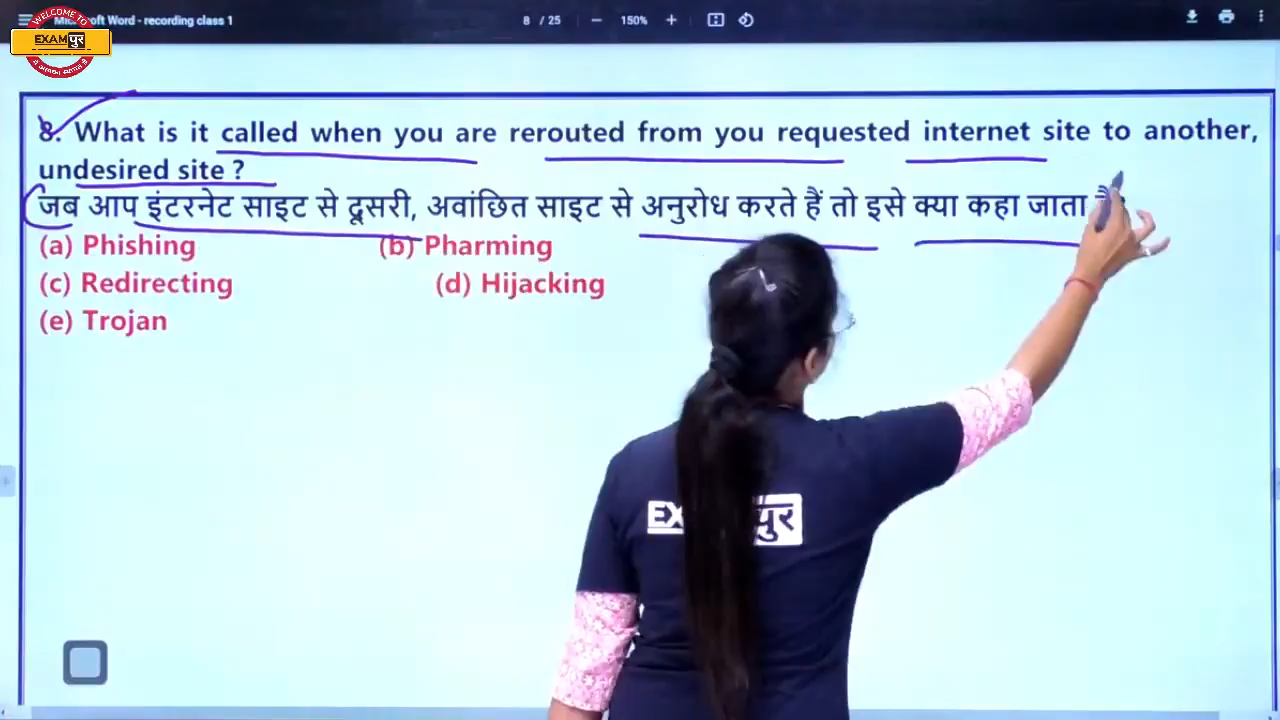 Microsoft Word - recording class 1
8 / 25
150%
WELCOME TO
EXAMपुर
8. What is it called when you are rerouted from you requested internet site to another,
undesired site ?
जब आप इंटरनेट साइट से दूसरी, अवांछित साइट से अनुरोध करते हैं तो इसे क्या कहा जाता
(a) Phishing (b) Pharming
(c) Redirecting (d) Hijacking
(e) Trojan